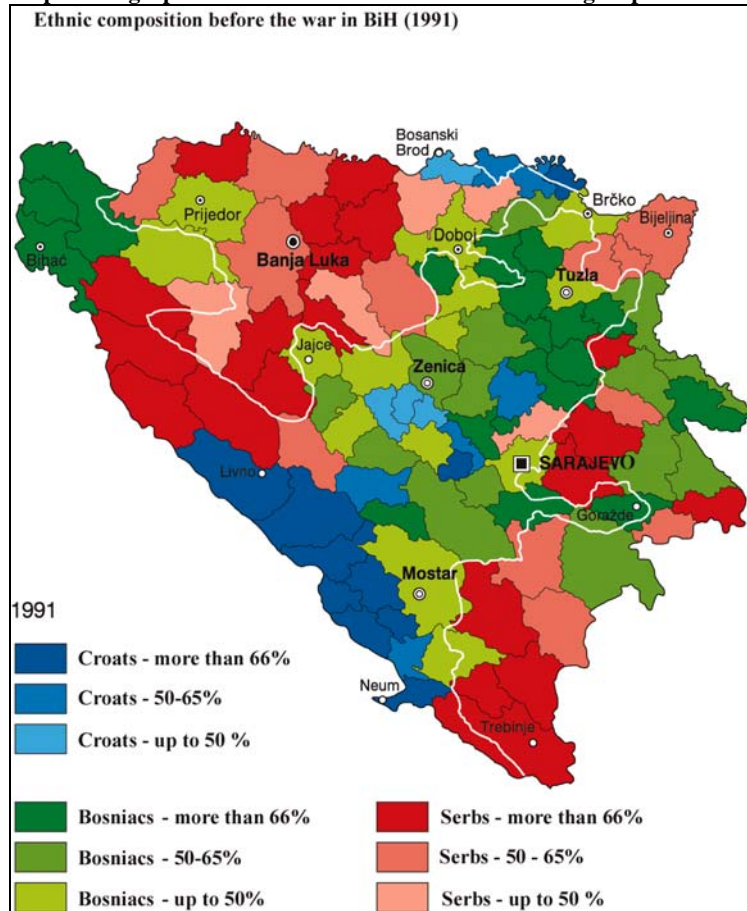 Ethnic composition before the war in BiH (1991)
Bosanski
Brod
Brčko
Bijeljina
Prijedor
Doboj
Bihać
Banja Luka
Tuzla
Jajce
Zenica
Livno
SARAJEVO
Goražde
Mostar
1991
Neum
Trebinje
Croats - more than 66%
Croats - 50-65%
Croats - up to 50 %
Bosniacs - more than 66%
Bosniacs - 50-65%
Bosniacs - up to 50%
Serbs - more than 66%
Serbs - 50 - 65%
Serbs - up to 50 %